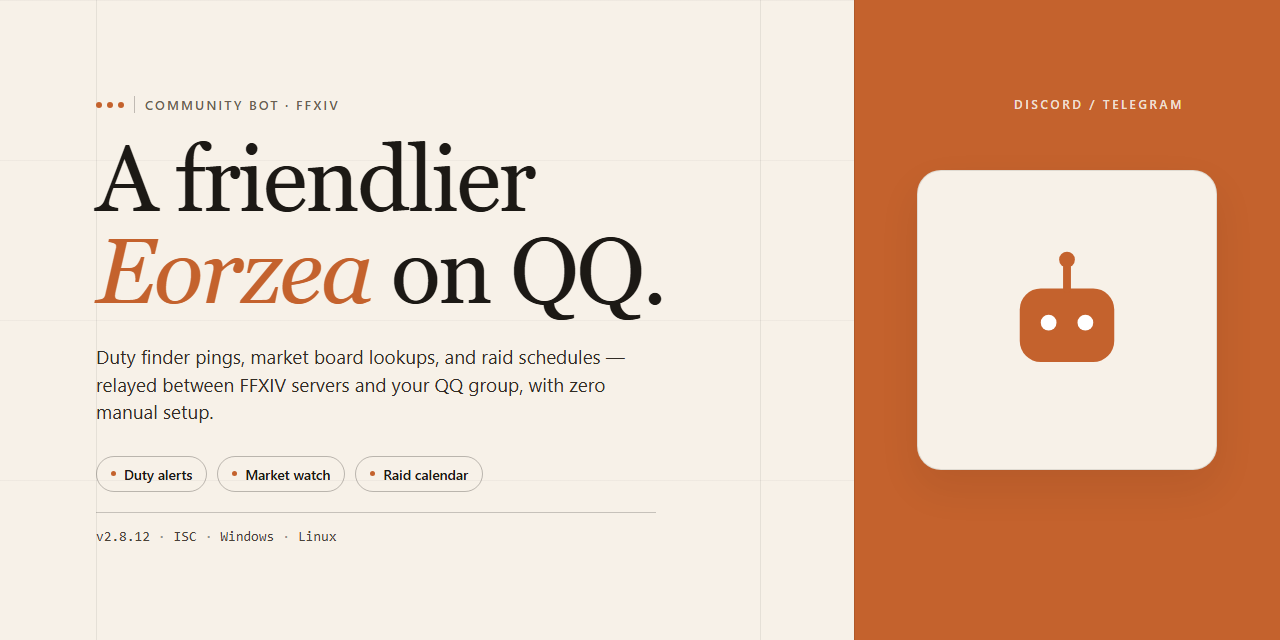 COMMUNITY BOT · FFXIV
A friendlier
Eorzea on QQ.
Duty finder pings, market board lookups, and raid schedules —
relayed between FFXIV servers and your QQ group, with zero
manual setup.
Duty alerts
Market watch
Raid calendar
v2.8.12 · ISC · Windows · Linux
DISCORD / TELEGRAM